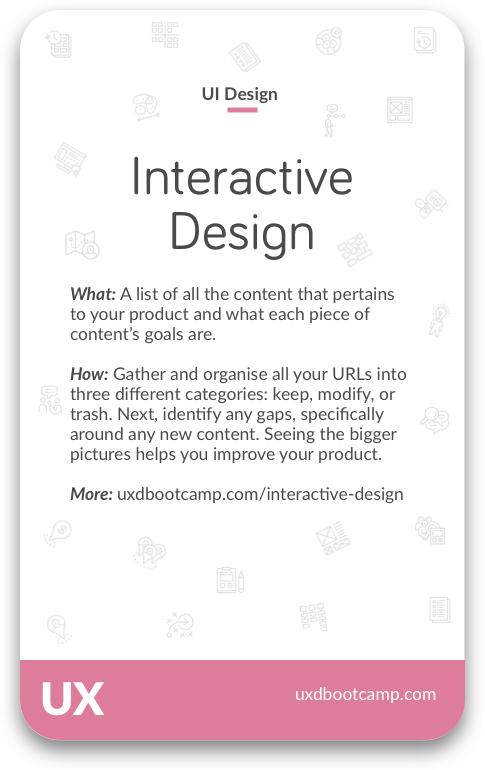 UI Design
Interactive
Design
What: A list of all the content that pertains
to your product and what each piece of
content’s goals are.
How: Gather and organise all your URLs into
three different categories: keep, modify, or
trash. Next, identify any gaps, specifically
around any new content. Seeing the bigger
pictures helps you improve your product.
More: uxdbootcamp.com/interactive-design
UX
uxdbootcamp.com